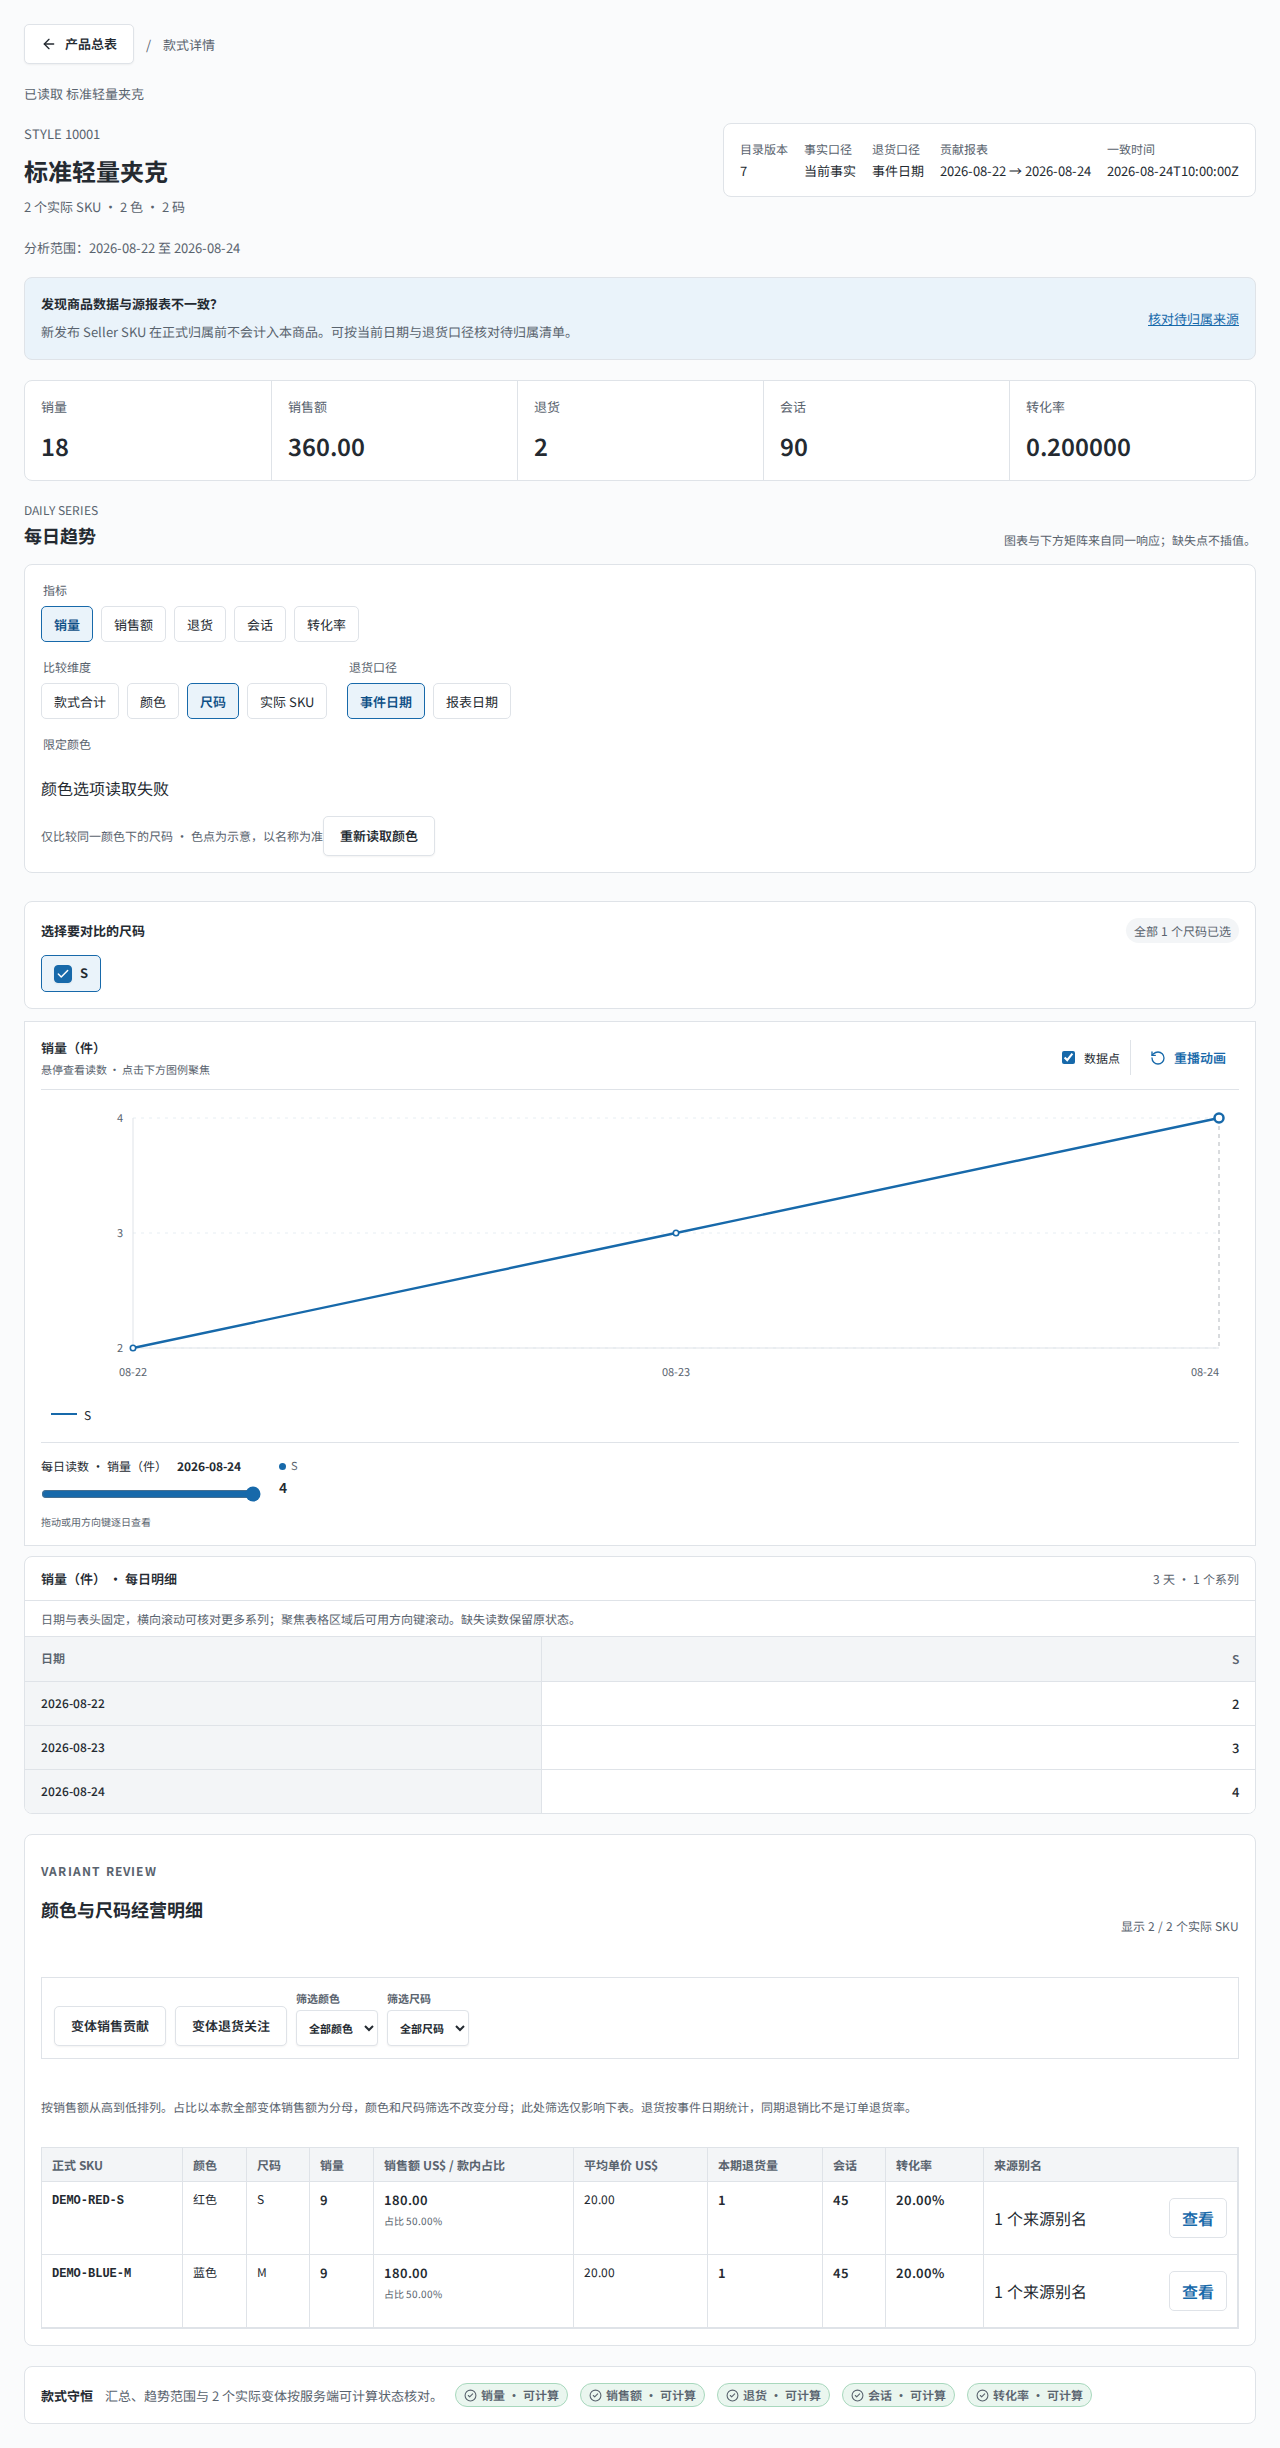 产品总表 / 款式详情
已读取 标准轻量夹克
STYLE 10001
标准轻量夹克
2 个实际 SKU · 2 色 · 2 码
目录版本 事实口径 退货口径 贡献报表 一致时间
7 当前事实 事件日期 2026-08-22 → 2026-08-24 2026-08-24T10:00:00Z
分析范围：2026-08-22 至 2026-08-24
发现商品数据与源报表不一致？
新发布 Seller SKU 在正式归属前不会计入本商品。可按当前日期与退货口径核对待归属清单。
核对待归属来源
销量 销售额 退货 会话 转化率
18 360.00 2 90 0.200000
DAILY SERIES
每日趋势
图表与下方矩阵来自同一响应；缺失点不插值。
指标
销量 销售额 退货 会话 转化率
比较维度 退货口径
款式合计 颜色 尺码 实际 SKU 事件日期 报表日期
限定颜色
颜色选项读取失败
仅比较同一颜色下的尺码 · 色点为示意，以名称为准 重新读取颜色
选择要对比的尺码 全部 1 个尺码已选
S
销量（件）
悬停查看读数 · 点击下方图例聚焦
数据点 重播动画
4
3
2
08-22 08-23 08-24
S
每日读数 · 销量（件） 2026-08-24 S
4
拖动或用方向键逐日查看
销量（件） · 每日明细 3 天 · 1 个系列
日期与表头固定，横向滚动可核对更多系列；聚焦表格区域后可用方向键滚动。缺失读数保留原状态。
日期 S
2026-08-22 2
2026-08-23 3
2026-08-24 4
VARIANT REVIEW
颜色与尺码经营明细
显示 2 / 2 个实际 SKU
筛选颜色 筛选尺码
变体销售贡献 变体退货关注 全部颜色 全部尺码
按销售额从高到低排列。占比以本款全部变体销售额为分母，颜色和尺码筛选不改变分母；此处筛选仅影响下表。退货按事件日期统计，同期退销比不是订单退货率。
正式 SKU 颜色 尺码 销量 销售额 US$ / 款内占比 平均单价 US$ 本期退货量 会话 转化率 来源别名
DEMO-RED-S 红色 S 9 180.00 20.00 1 45 20.00% 1 个来源别名 查看
占比 50.00%
DEMO-BLUE-M 蓝色 M 9 180.00 20.00 1 45 20.00% 1 个来源别名 查看
占比 50.00%
款式守恒 汇总、趋势范围与 2 个实际变体按服务端可计算状态核对。 销量 · 可计算 销售额 · 可计算 退货 · 可计算 会话 · 可计算 转化率 · 可计算